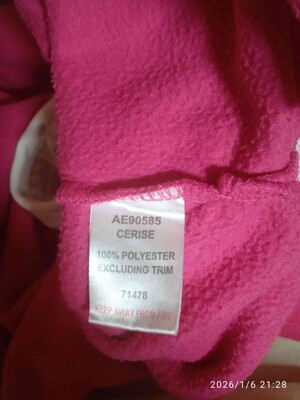 AE90585
CERISE
100% POLYESTER
EXCLUDING TRIM
71478
KEEP AWAY FROM FIRE
2026/1/6 21:28